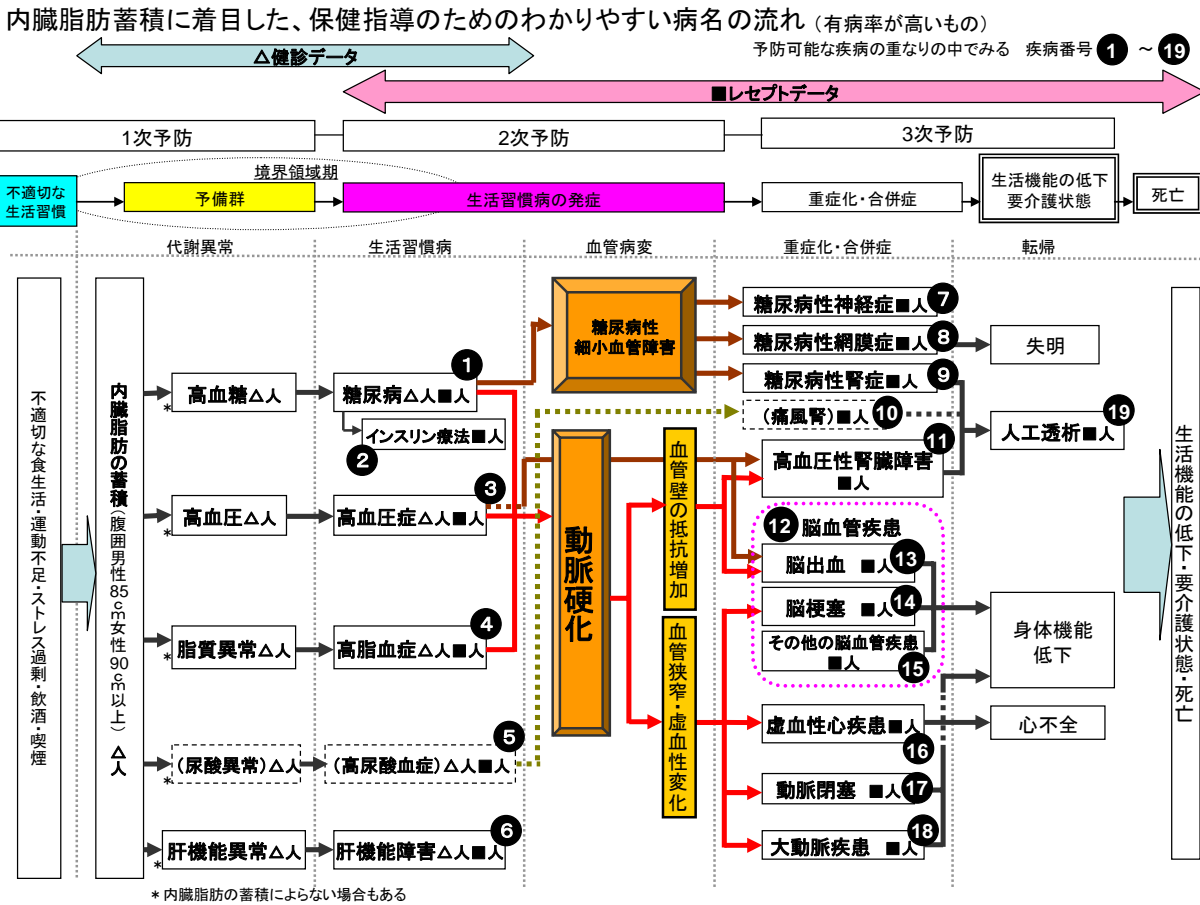 内臓脂肪蓄積に着目した、保健指導のためのわかりやすい病名の流れ（有病率が高いもの）
予防可能な疾病の重なりの中でみる　疾病番号 1 ～ 19
△健診データ
■レセプトデータ
1次予防
2次予防
3次予防
境界領域期
不適切な
生活習慣
予備群
生活習慣病の発症
重症化・合併症
生活機能の低下
要介護状態
死亡
代謝異常
生活習慣病
血管病変
重症化・合併症
転帰
不適切な食生活・運動不足・ストレス過剰・飲酒・喫煙
内臓脂肪の蓄積（腹囲男性85cm女性90cm以上） △人
高血糖△人
*
高血圧△人
*
脂質異常△人
*
（尿酸異常）△人
*
肝機能異常△人
*
糖尿病△人■人 1
インスリン療法■人
2
高血圧症△人■人 3
高脂血症△人■人 4
（高尿酸血症）△人■人 5
肝機能障害△人■人 6
糖尿病性
細小血管障害
動脈硬化
血管壁の抵抗増加
血管狭窄・虚血性変化
糖尿病性神経症■人 7
糖尿病性網膜症■人 8
糖尿病性腎症■人 9
（痛風腎）■人 10
高血圧性腎臓障害
■人 11
12 脳血管疾患
脳出血　■人 13
脳梗塞　■人 14
その他の脳血管疾患
■人 15
虚血性心疾患■人
16
動脈閉塞　■人 17
大動脈疾患　■人 18
失明
人工透析■人 19
身体機能
低下
心不全
生活機能の低下・要介護状態・死亡
* 内臓脂肪の蓄積によらない場合もある